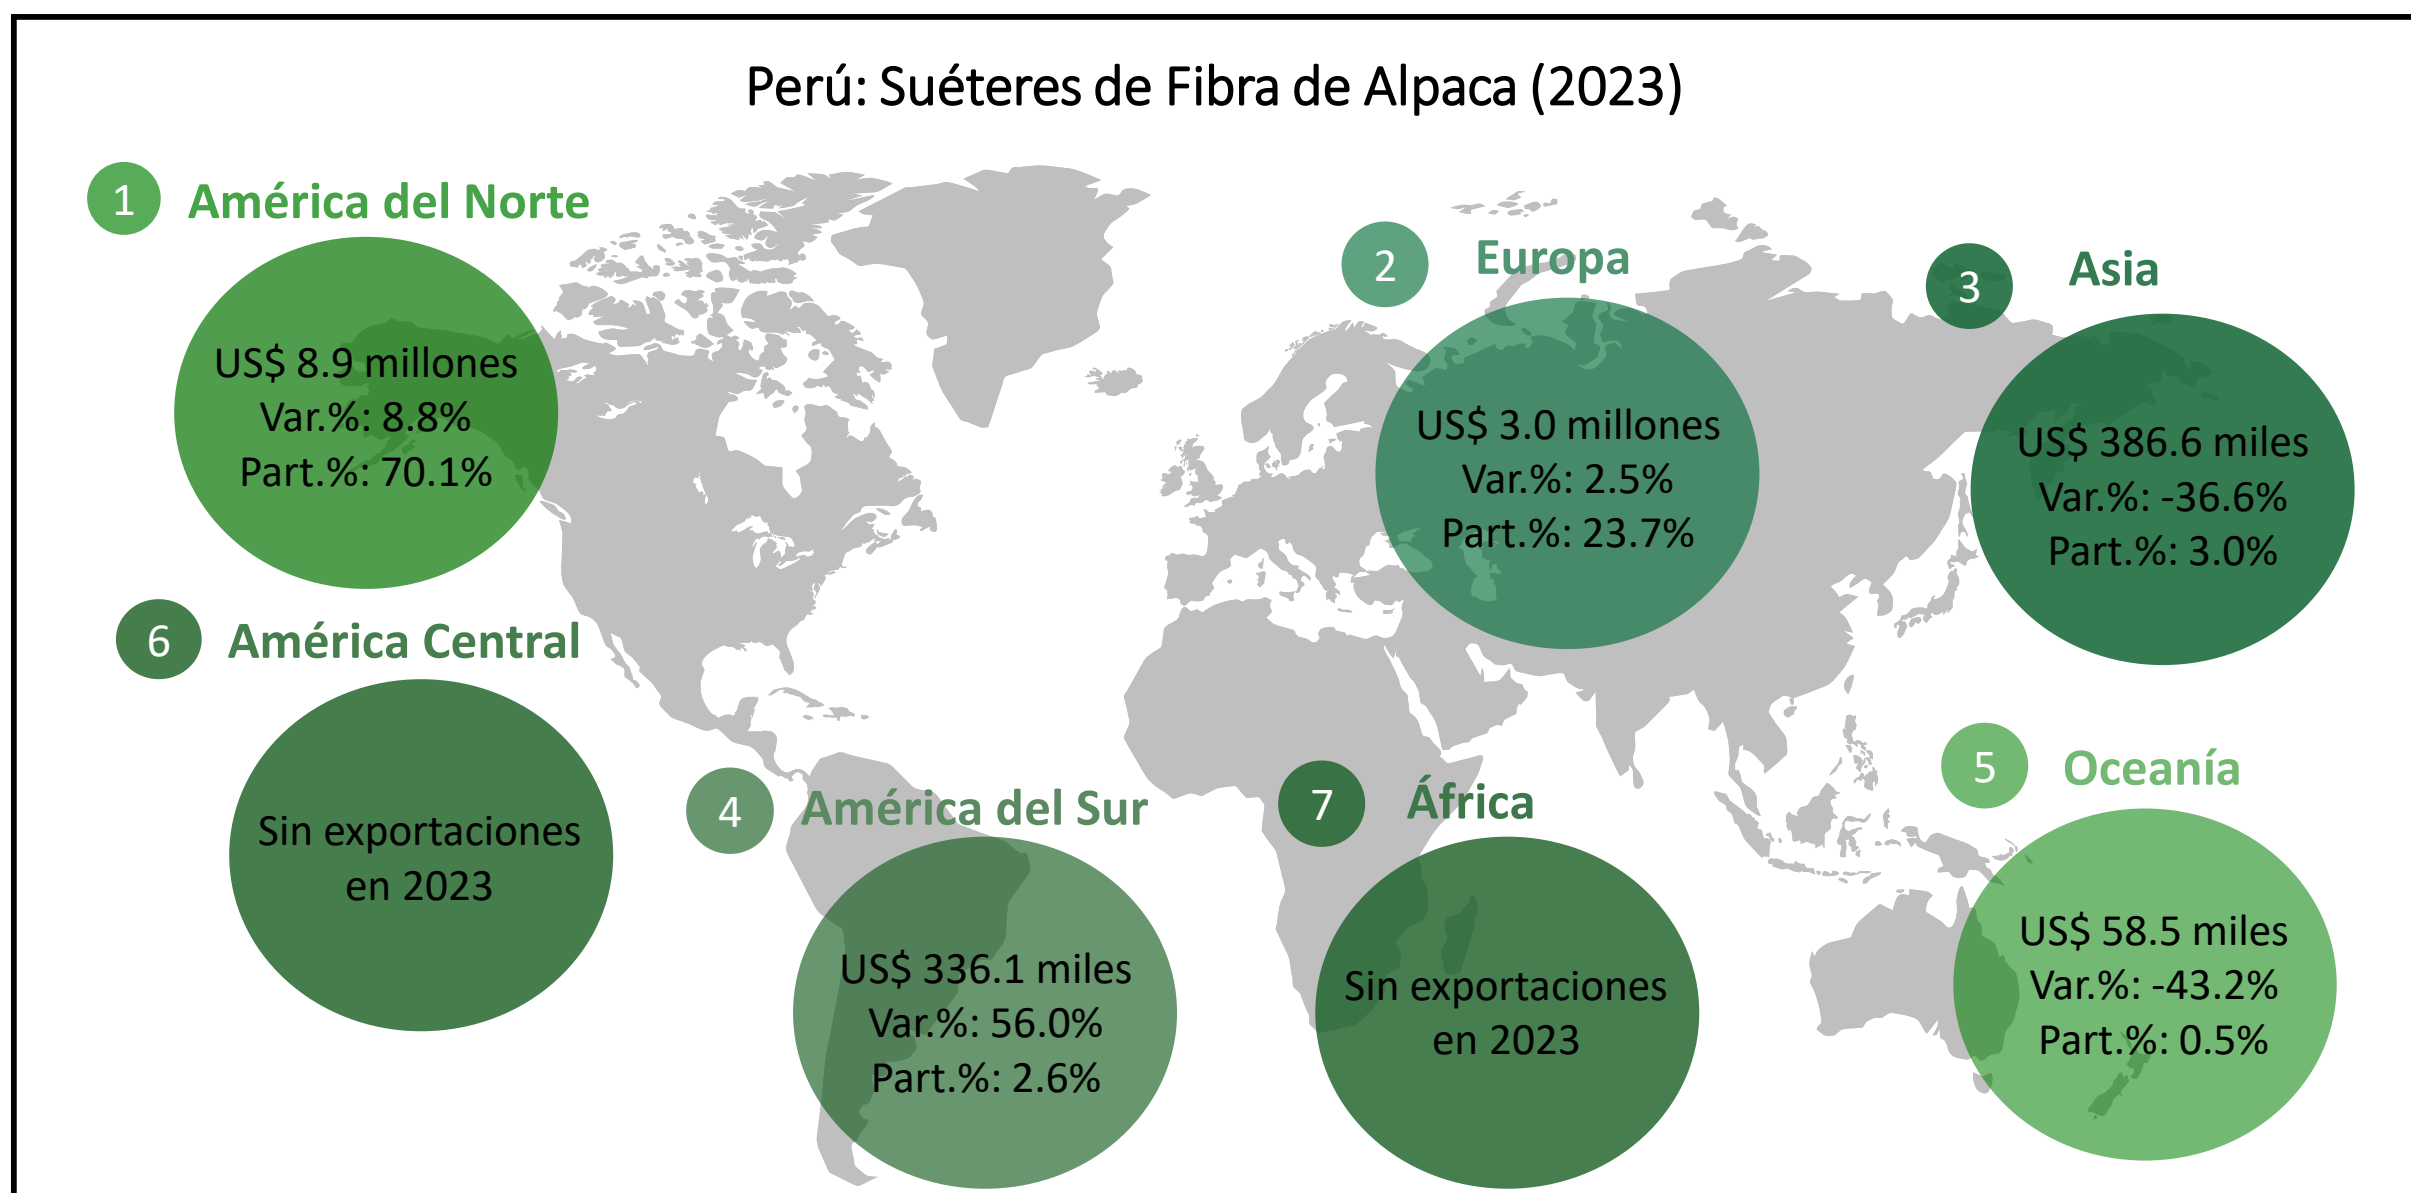 Perú: Suéteres de Fibra de Alpaca (2023)
1 América del Norte
US$ 8.9 millones
Var.%: 8.8%
Part.%: 70.1%
2 Europa
US$ 3.0 millones
Var.%: 2.5%
Part.%: 23.7%
3 Asia
US$ 386.6 miles
Var.%: -36.6%
Part.%: 3.0%
6 América Central
Sin exportaciones
en 2023
4 América del Sur
US$ 336.1 miles
Var.%: 56.0%
Part.%: 2.6%
7 África
Sin exportaciones
en 2023
5 Oceanía
US$ 58.5 miles
Var.%: -43.2%
Part.%: 0.5%